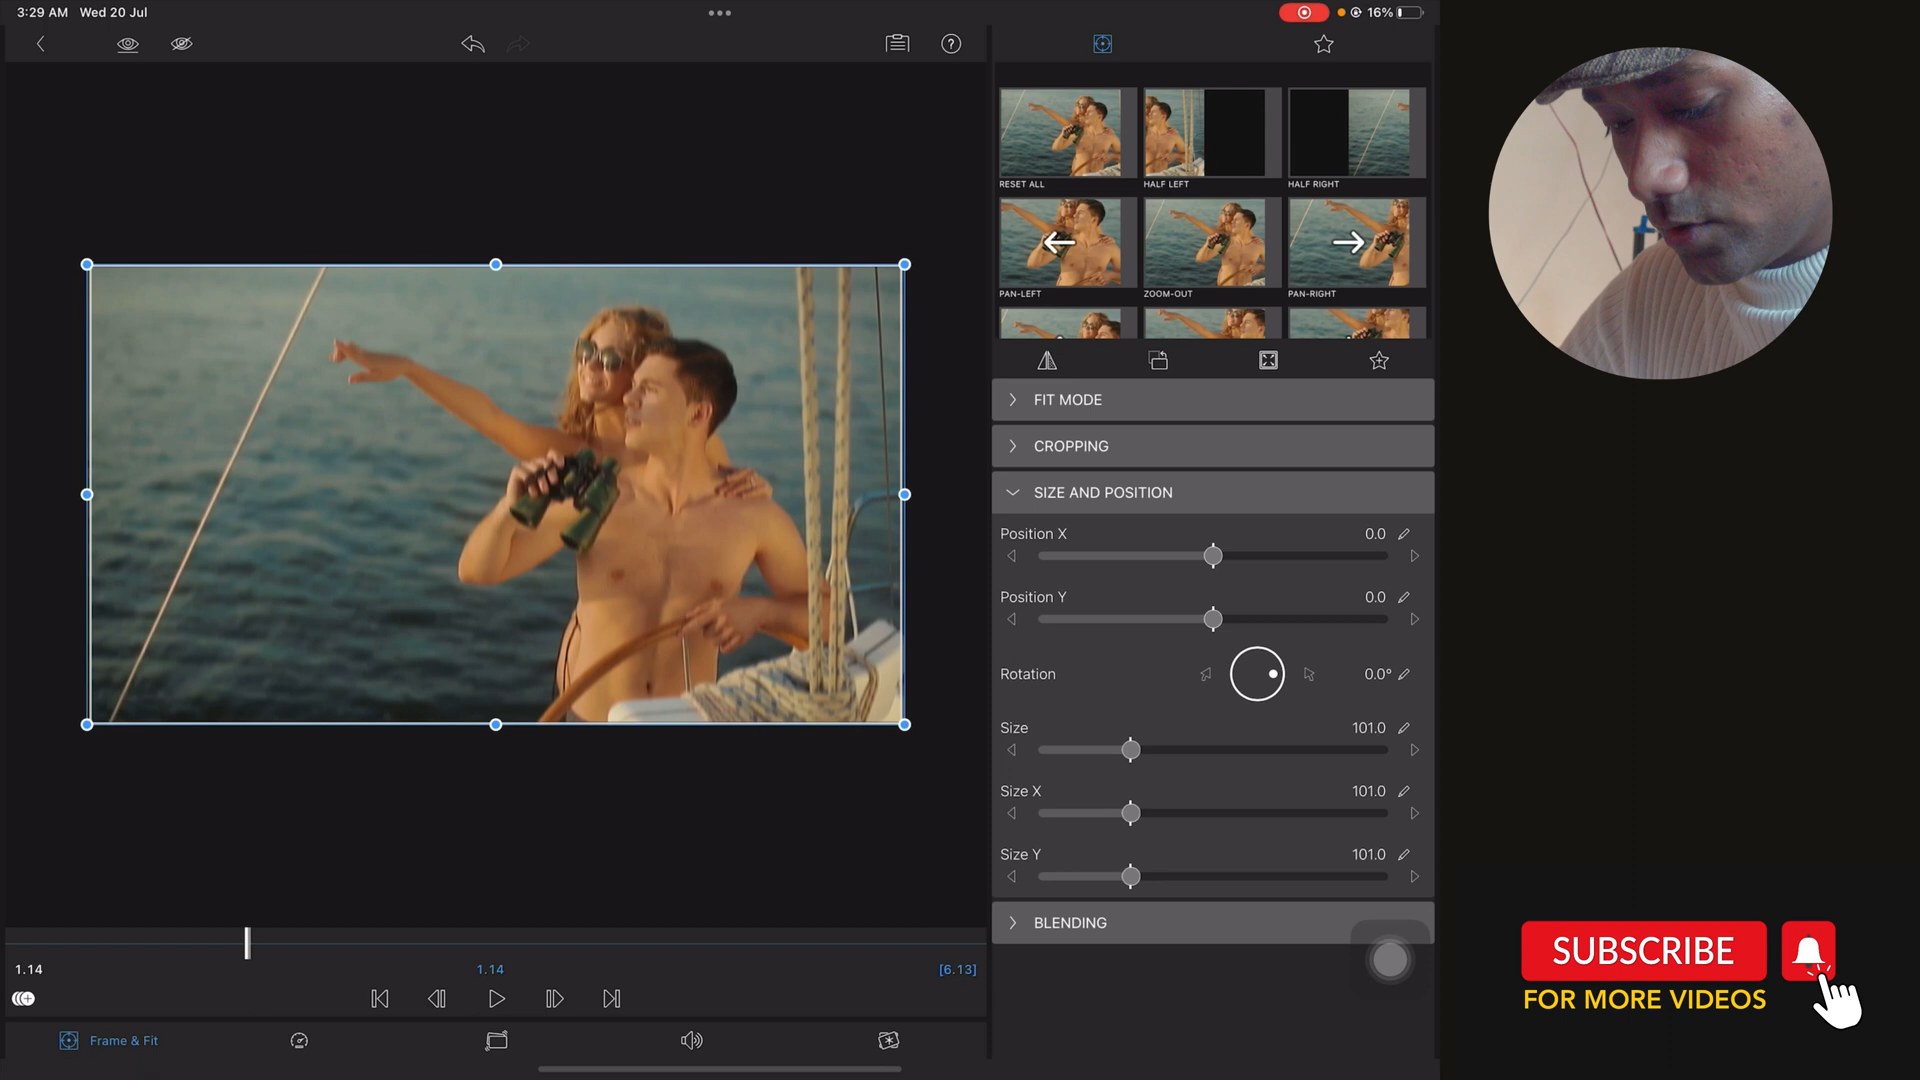 3:29 AM Wed 20 Jul
16%
RESET ALL
HALF LEFT
HALF RIGHT
PAN-LEFT
ZOOM-OUT
PAN-RIGHT
FIT MODE
CROPPING
SIZE AND POSITION
Position X 0.0
Position Y 0.0
Rotation 0.0°
Size 101.0
Size X 101.0
Size Y 101.0
BLENDING
1.14
1.14
[6.13]
Frame & Fit
SUBSCRIBE
FOR MORE VIDEOS